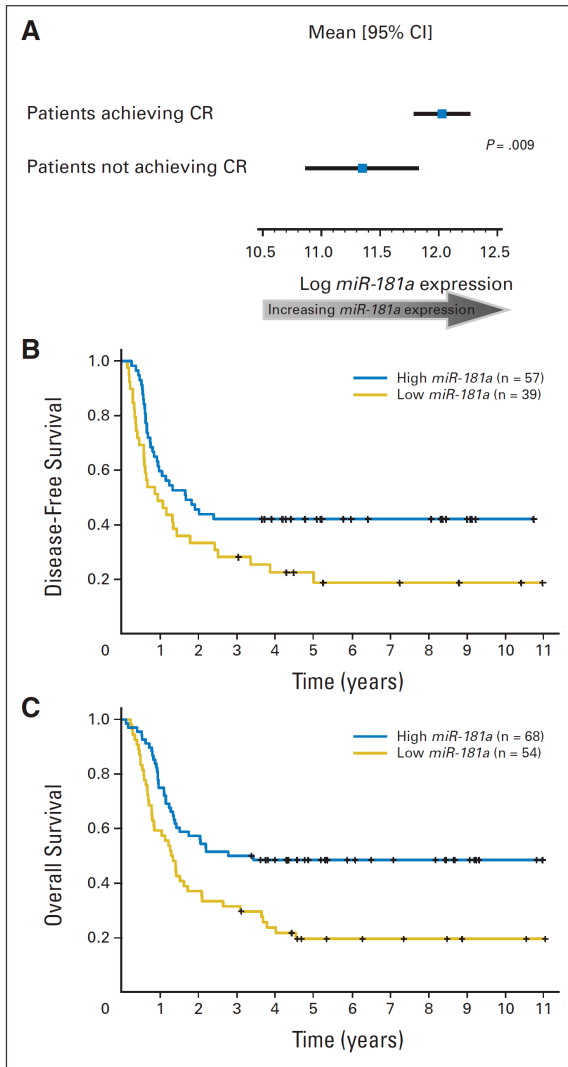 A
Mean [95% CI]
Patients achieving CR
P = .009
Patients not achieving CR
10.5 11.0 11.5 12.0 12.5
Log miR-181a expression
Increasing miR-181a expression
B
1.0
High miR-181a (n = 57)
Low miR-181a (n = 39)
0.8
0.6
0.4
0.2
Disease-Free Survival
0 1 2 3 4 5 6 7 8 9 10 11
Time (years)
C
1.0
High miR-181a (n = 68)
Low miR-181a (n = 54)
0.8
0.6
0.4
0.2
Overall Survival
0 1 2 3 4 5 6 7 8 9 10 11
Time (years)